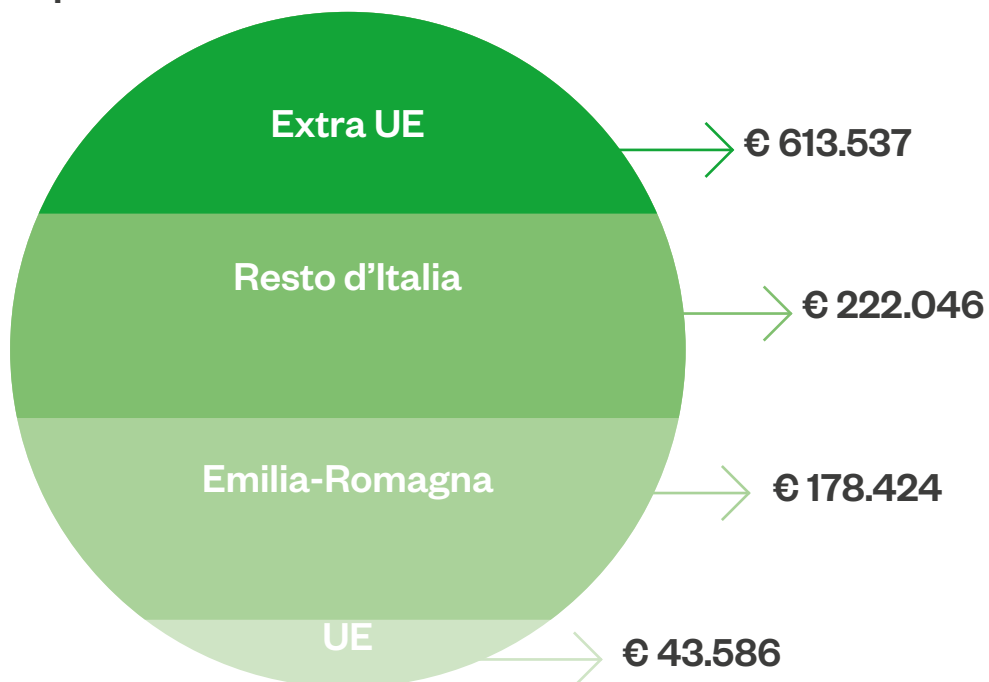 Extra UE
€ 613.537
Resto d'Italia
€ 222.046
Emilia-Romagna
€ 178.424
UE
€ 43.586